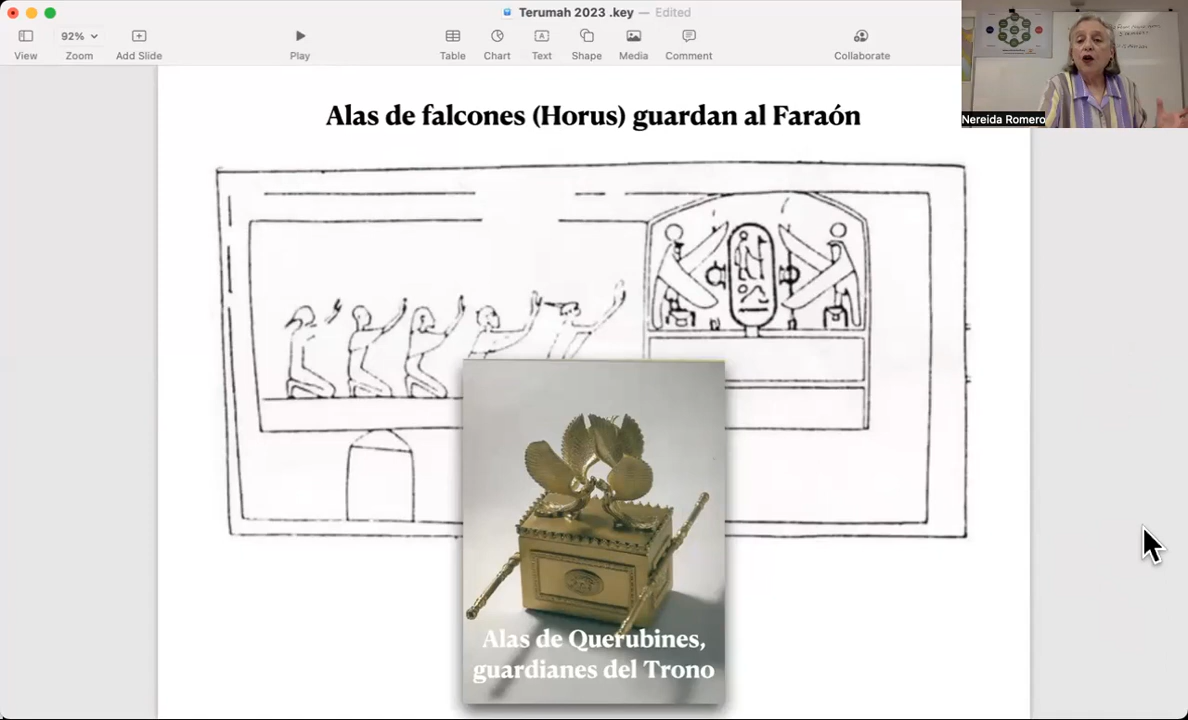 Terumah 2023 .key — Edited
92%
View
Zoom
Add Slide
Play
Table
Chart
Text
Shape
Media
Comment
Collaborate
Nereida Romero
Alas de falcones (Horus) guardan al Faraón
Alas de Querubines,
guardianes del Trono